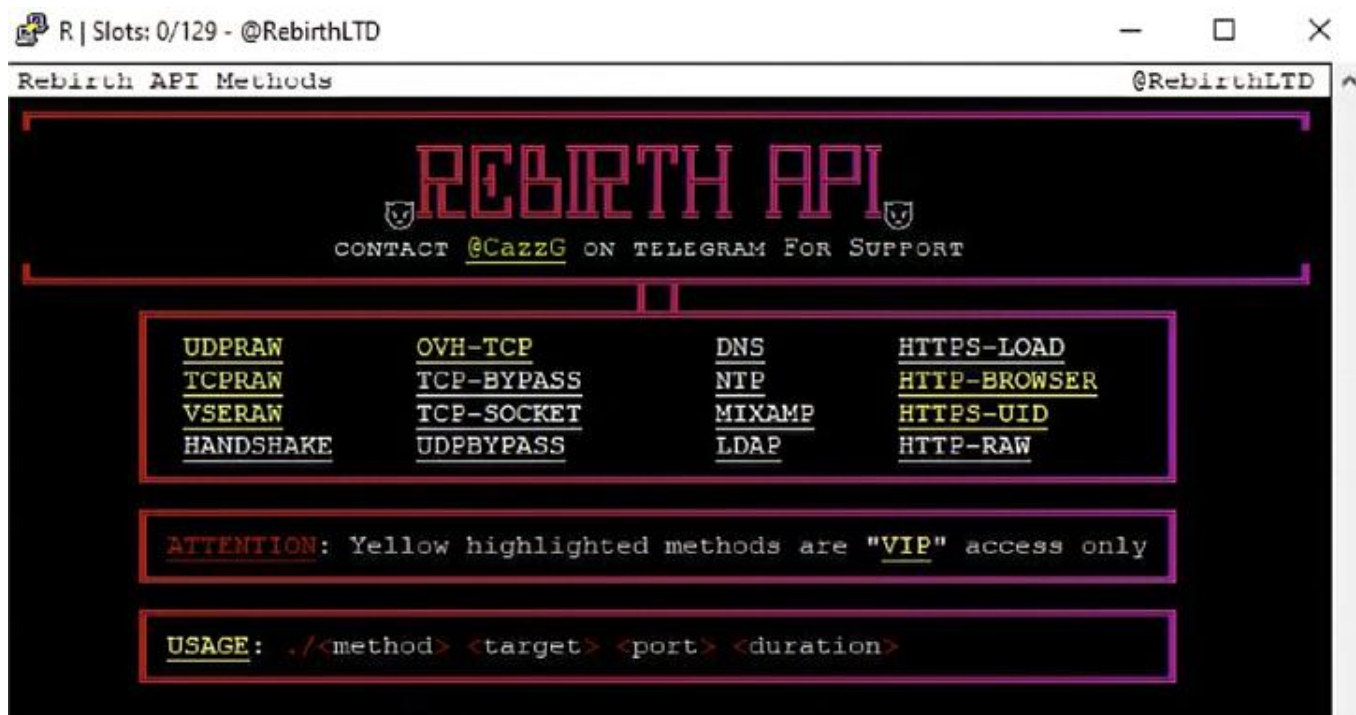 R | Slots: 0/129 - @RebirthLTD
Rebirth API Methods @RebirthLTD
REBIRTH API
CONTACT @CAZZG ON TELEGRAM FOR SUPPORT
UDPRAW OVH-TCP DNS HTTPS-LOAD
TCPRAW TCP-BYPASS NTP HTTP-BROWSER
VSERAW TCP-SOCKET MIXAMP HTTPS-UID
HANDSHAKE UDPBYPASS LDAP HTTP-RAW
ATTENTION: Yellow highlighted methods are "VIP" access only
USAGE: ./<method> <target> <port> <duration>